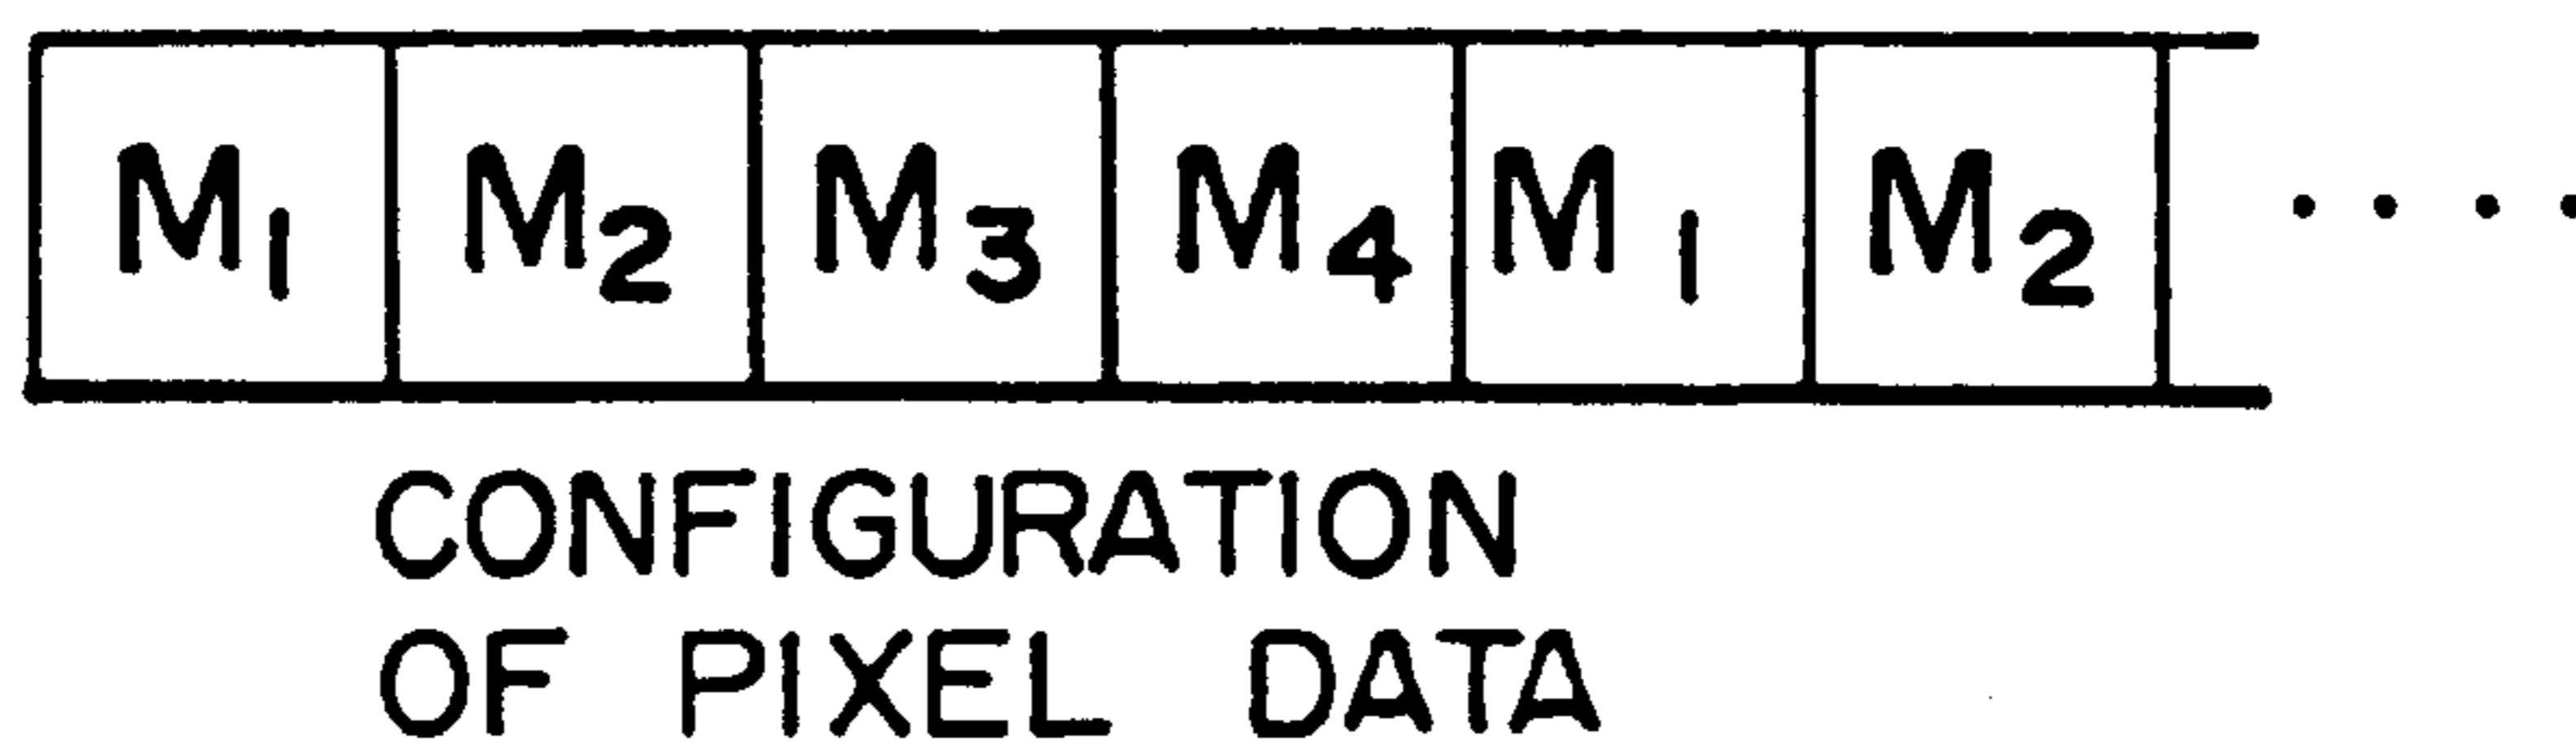 M1 M2 M3 M4 M1 M2 ....
CONFIGURATION
OF PIXEL DATA